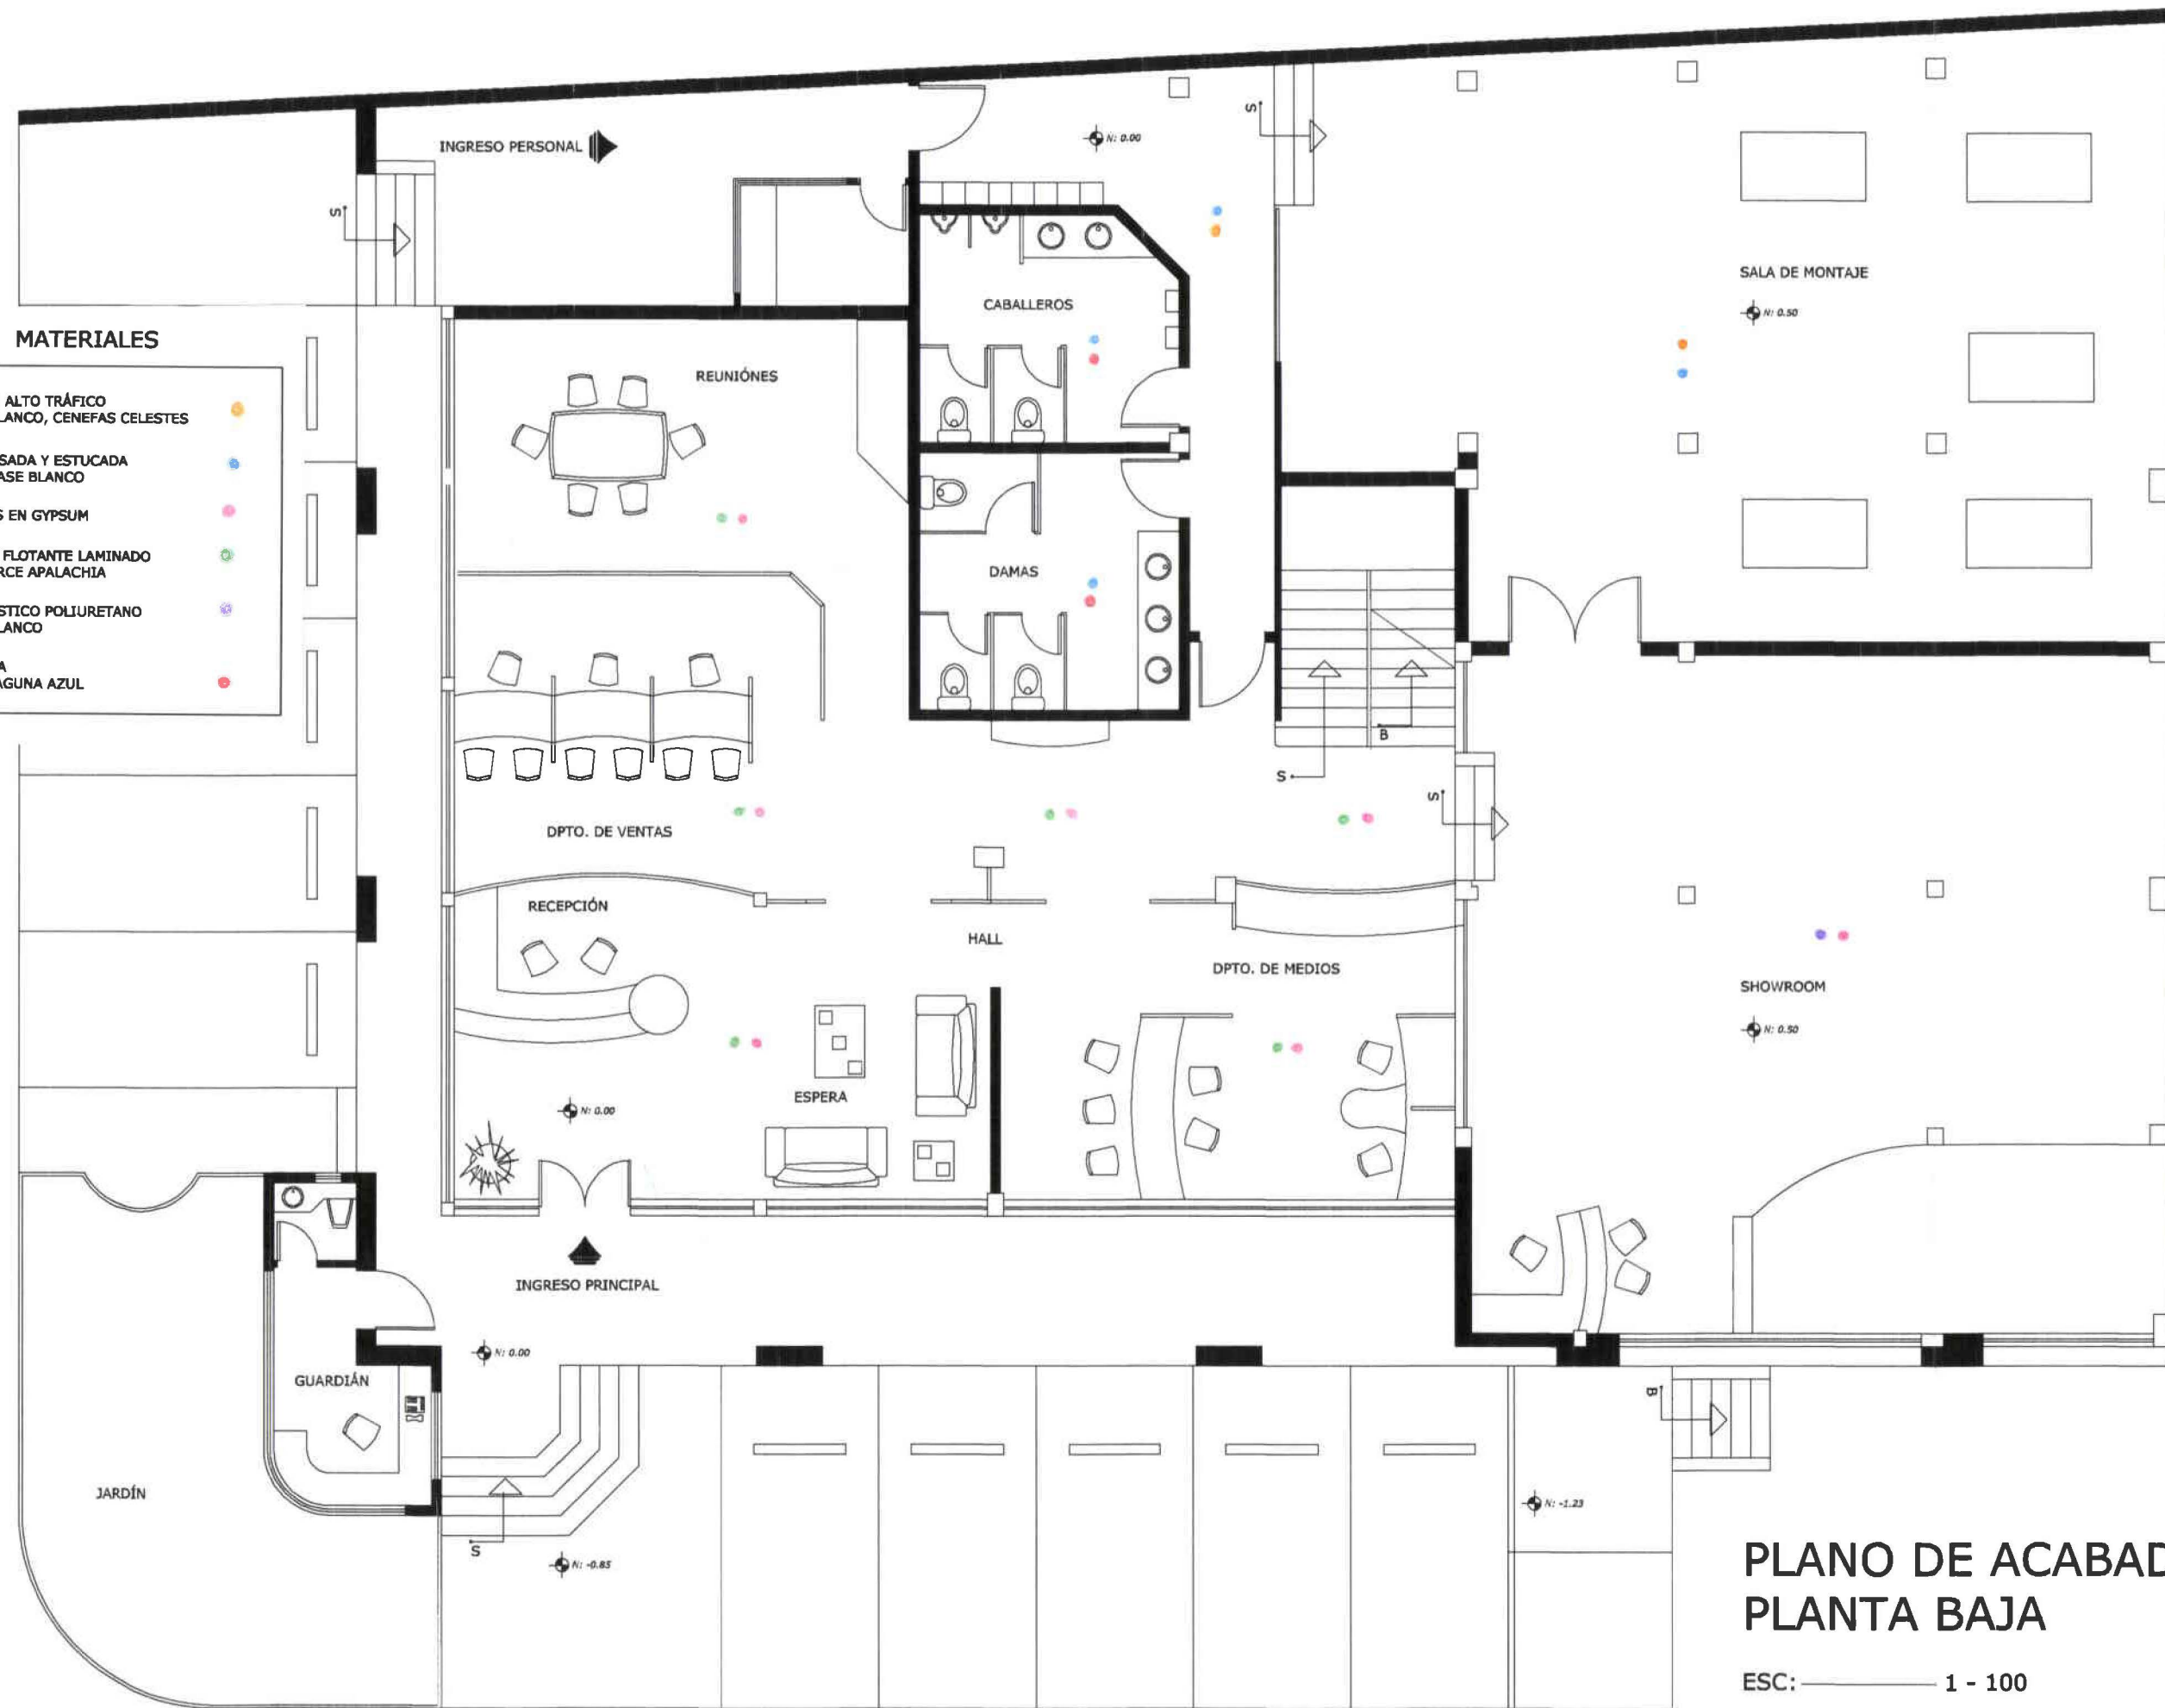 INGRESO PERSONAL
N: 0.00
S
S
CABALLEROS
SALA DE MONTAJE
N: 0.50
MATERIALES
ALTO TRÁFICO
LANCO, CENEFAS CELESTES
SADA Y ESTUCADA
ASE BLANCO
S EN GYPSUM
FLOTANTE LAMINADO
RCE APALACHIA
STICO POLIURETANO
LANCO
A
AGUNA AZUL
REUNIÓNES
DAMAS
B
S
S
DPTO. DE VENTAS
RECEPCIÓN
HALL
DPTO. DE MEDIOS
SHOWROOM
N: 0.50
ESPERA
N: 0.00
INGRESO PRINCIPAL
N: 0.00
GUARDIÁN
B
JARDÍN
S
N: -0.85
N: -1.23
PLANO DE ACABAD
PLANTA BAJA
ESC: 1 - 100